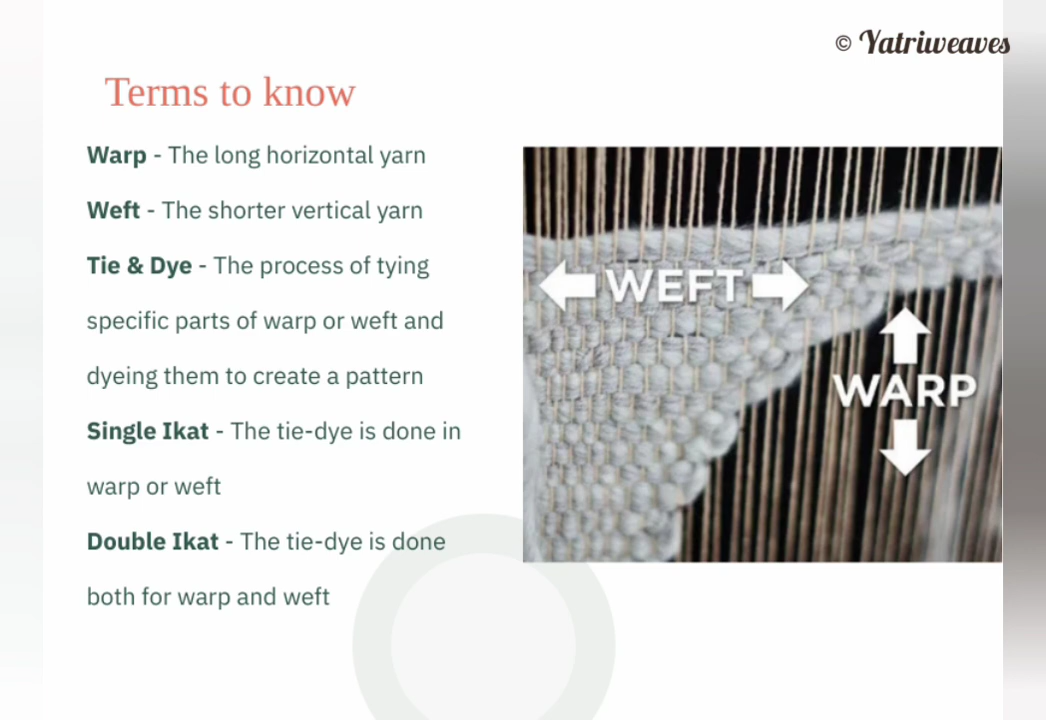 © Yatriweaves
Terms to know
Warp - The long horizontal yarn
Weft - The shorter vertical yarn
Tie & Dye - The process of tying
specific parts of warp or weft and
dyeing them to create a pattern
Single Ikat - The tie-dye is done in
warp or weft
Double Ikat - The tie-dye is done
both for warp and weft
WEFT
WARP